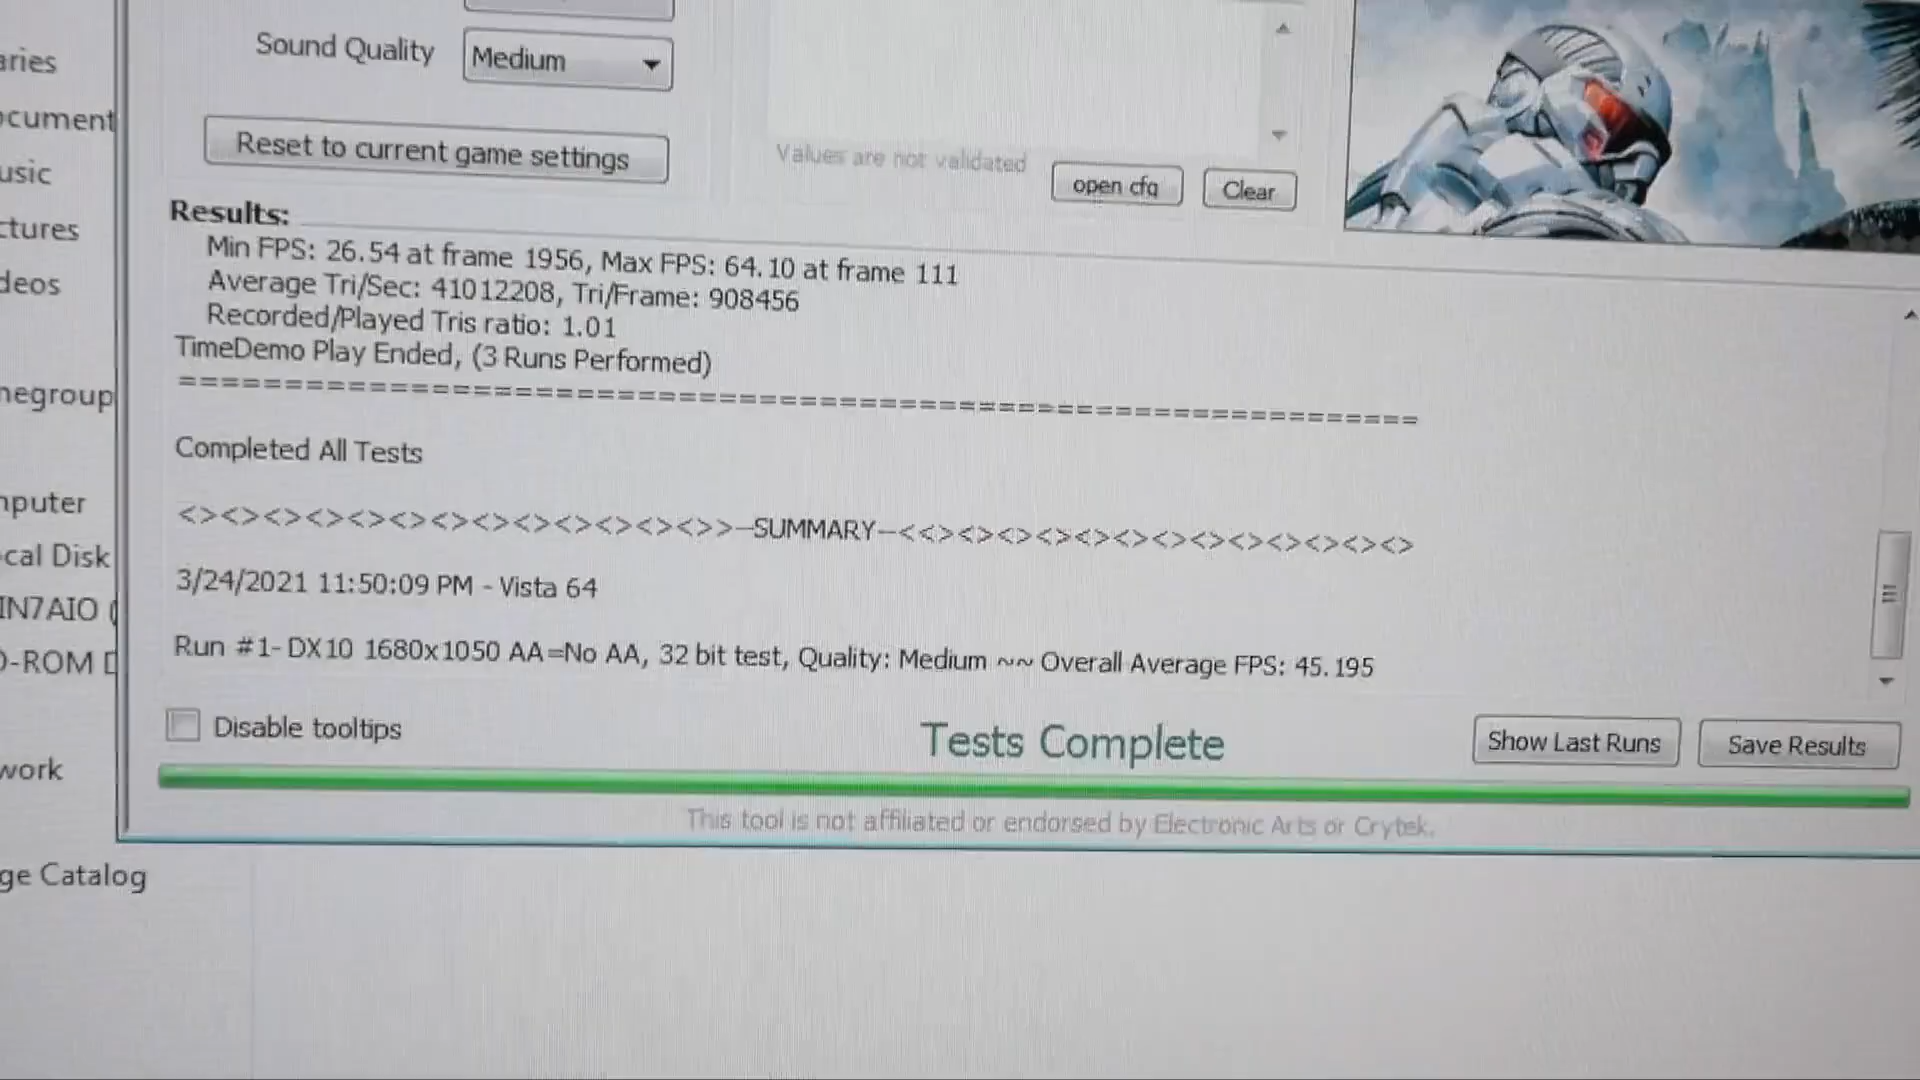 Sound Quality Medium
Reset to current game settings
Values are not validated
open cfg
Clear
Results:
Min FPS: 26.54 at frame 1956, Max FPS: 64.10 at frame 111
Average Tri/Sec: 41012208, Tri/Frame: 908456
Recorded/Played Tris ratio: 1.01
TimeDemo Play Ended, (3 Runs Performed)
==================================================================
Completed All Tests
<><><><><><><><><><><><><>>--SUMMARY--<<><><><><><><><><><><><><>
3/24/2021 11:50:09 PM - Vista 64
Run #1- DX10 1680x1050 AA=No AA, 32 bit test, Quality: Medium ~~ Overall Average FPS: 45.195
Disable tooltips
Tests Complete
Show Last Runs
Save Results
This tool is not affiliated or endorsed by Electronic Arts or Crytek.
aries
ocument
usic
ctures
deos
negroup
mputer
cal Disk
IN7AIO (
D-ROM D
work
ge Catalog